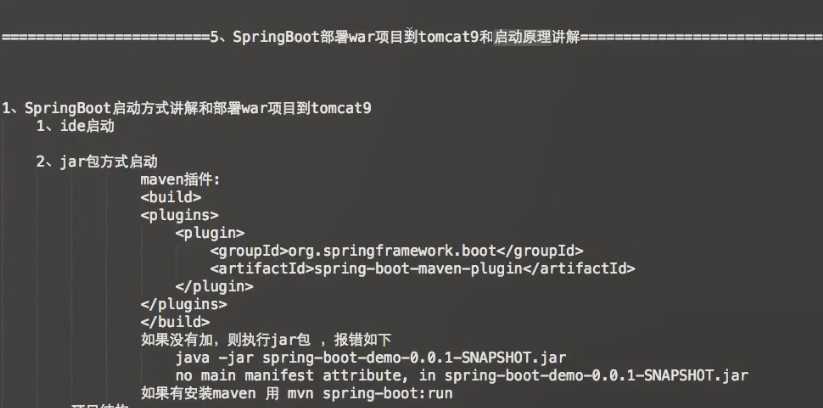 ========================5、SpringBoot部署war项目到tomcat9和启动原理讲解============================
1、SpringBoot启动方式讲解和部署war项目到tomcat9
1、ide启动
2、jar包方式启动
maven插件:
<build>
<plugins>
<plugin>
<groupId>org.springframework.boot</groupId>
<artifactId>spring-boot-maven-plugin</artifactId>
</plugin>
</plugins>
</build>
如果没有加，则执行jar包 ，报错如下
java -jar spring-boot-demo-0.0.1-SNAPSHOT.jar
no main manifest attribute, in spring-boot-demo-0.0.1-SNAPSHOT.jar
如果有安装maven 用 mvn spring-boot:run